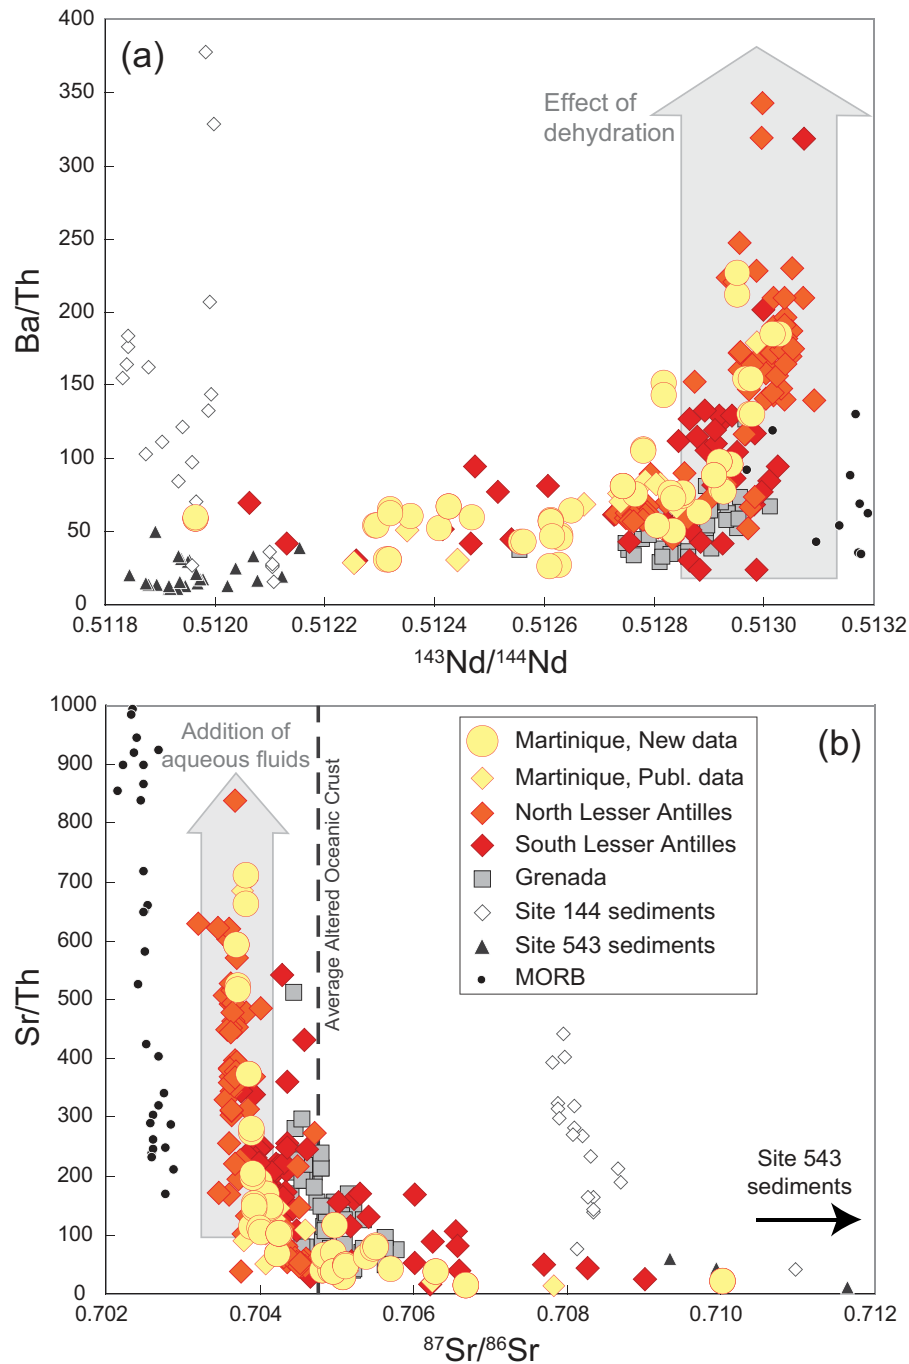 (a)
Effect of
dehydration
400
350
300
250
200
150
100
50
0
Ba/Th
0.5118
0.5120
0.5122
0.5124
0.5126
0.5128
0.5130
0.5132
¹⁴³Nd/¹⁴⁴Nd
(b)
Addition of
aqueous fluids
Average Altered Oceanic Crust
Martinique, New data
Martinique, Publ. data
North Lesser Antilles
South Lesser Antilles
Grenada
Site 144 sediments
Site 543 sediments
MORB
Site 543
sediments
1000
900
800
700
600
500
400
300
200
100
0
Sr/Th
0.702
0.704
0.706
0.708
0.710
0.712
⁸⁷Sr/⁸⁶Sr